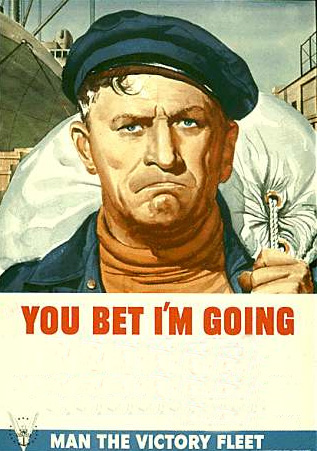 YOU BET I'M GOING
MAN THE VICTORY FLEET